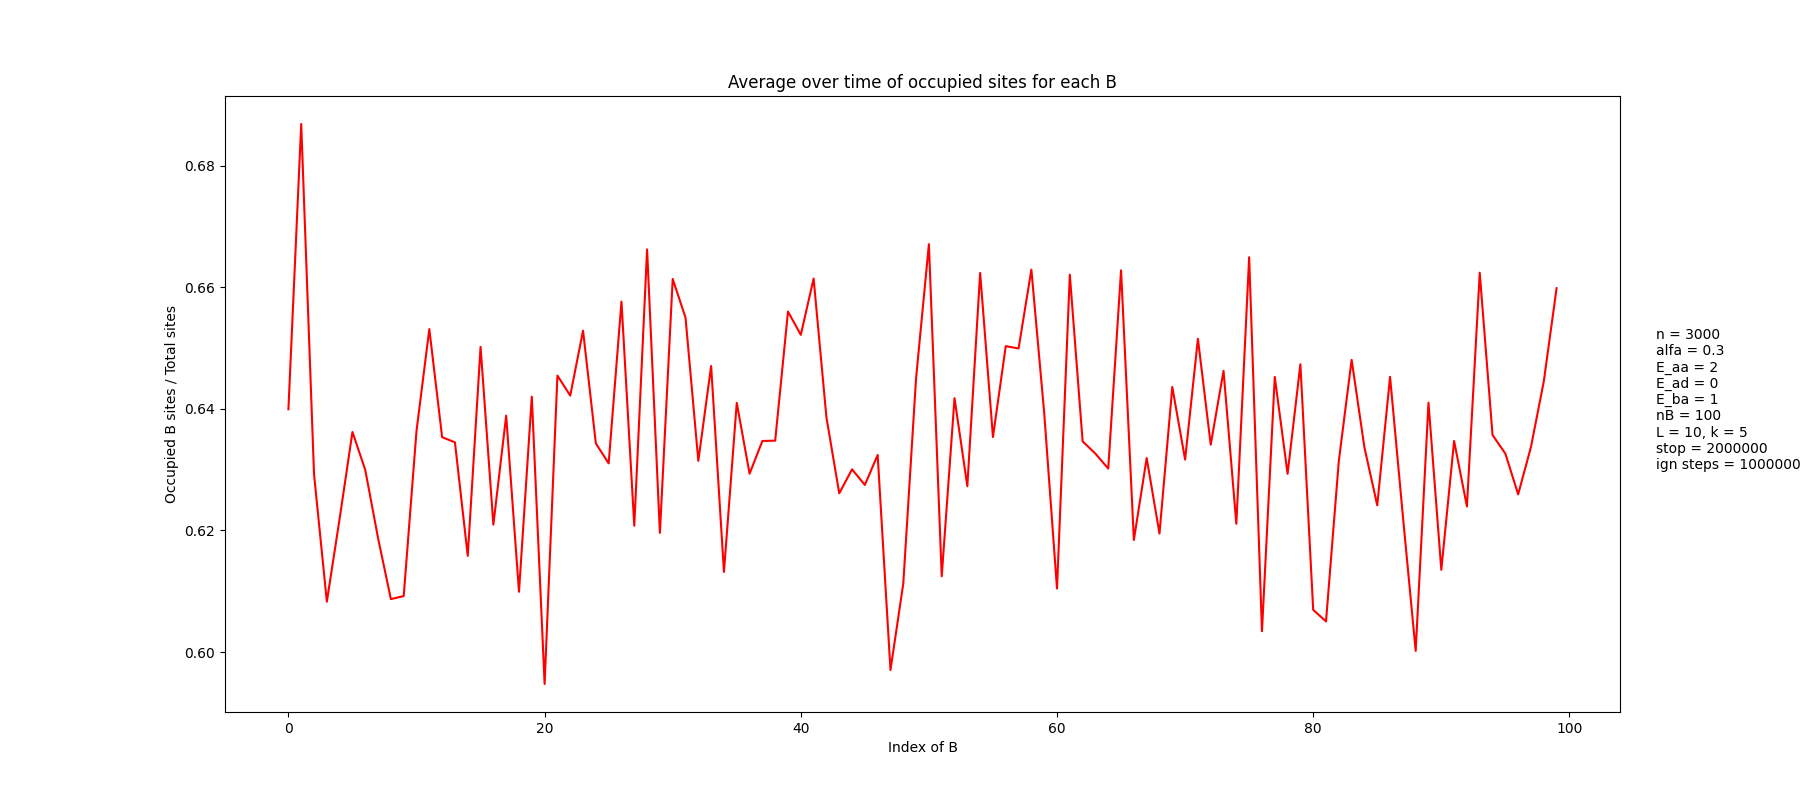 Average over time of occupied sites for each B
Occupied B sites / Total sites
0.68
0.66
0.64
0.62
0.60
0
20
40
60
80
100
Index of B
n = 3000
alfa = 0.3
E_aa = 2
E_ad = 0
E_ba = 1
nB = 100
L = 10, k = 5
stop = 2000000
ign steps = 1000000